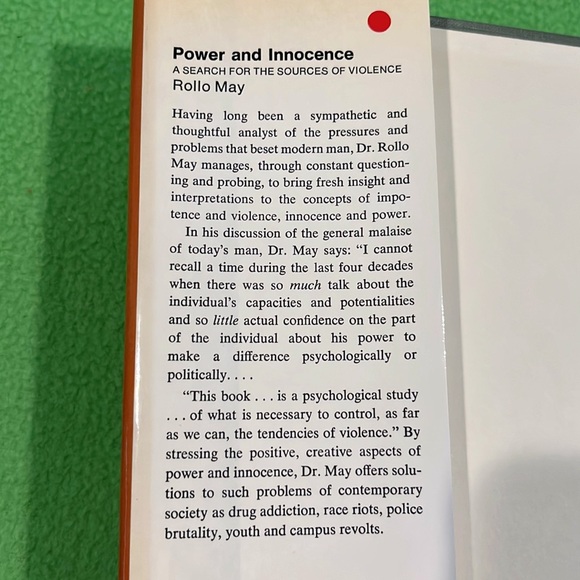 Power and Innocence
A SEARCH FOR THE SOURCES OF VIOLENCE
Rollo May
Having long been a sympathetic and
thoughtful analyst of the pressures and
problems that beset modern man, Dr. Rollo
May manages, through constant question-
ing and probing, to bring fresh insight and
interpretations to the concepts of impo-
tence and violence, innocence and power.
In his discussion of the general malaise
of today's man, Dr. May says: "I cannot
recall a time during the last four decades
when there was so much talk about the
individual's capacities and potentialities
and so little actual confidence on the part
of the individual about his power to
make a difference psychologically or
politically. . . .
"This book . . . is a psychological study
. . . of what is necessary to control, as far
as we can, the tendencies of violence." By
stressing the positive, creative aspects of
power and innocence, Dr. May offers solu-
tions to such problems of contemporary
society as drug addiction, race riots, police
brutality, youth and campus revolts.